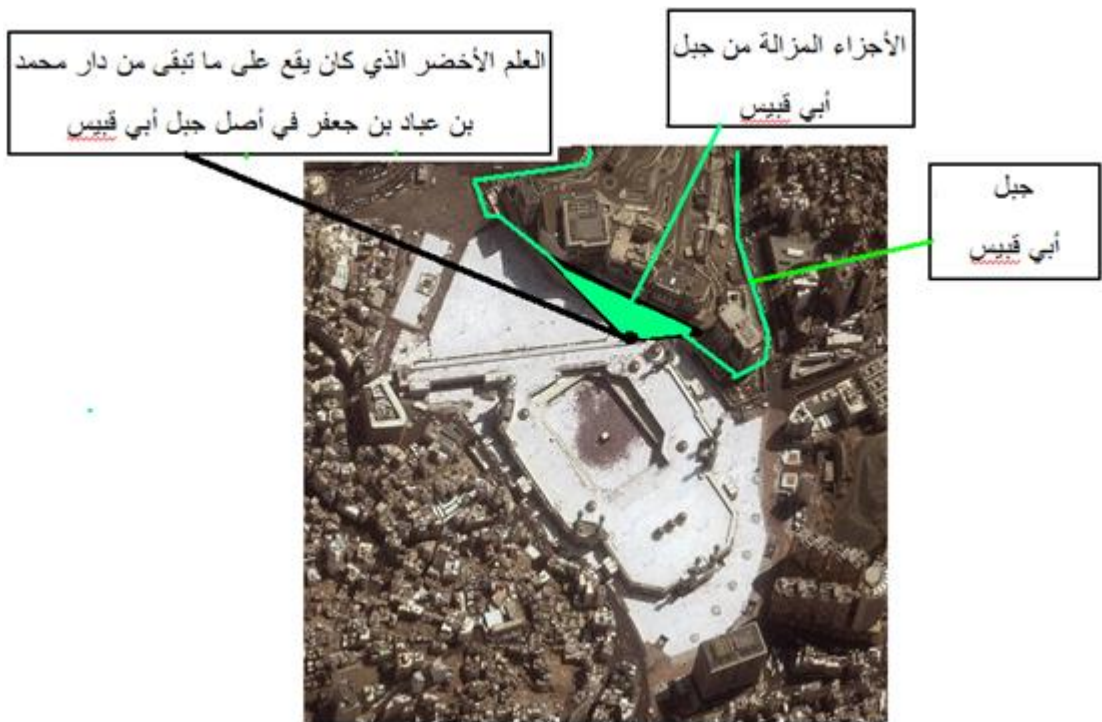 الأجزاء المزالة من جبل
أبي قبيس
العلم الأخضر الذي كان يقع على ما تبقى من دار محمد
بن عباد بن جعفر في أصل جبل أبي قبيس
جبل
أبي قبيس